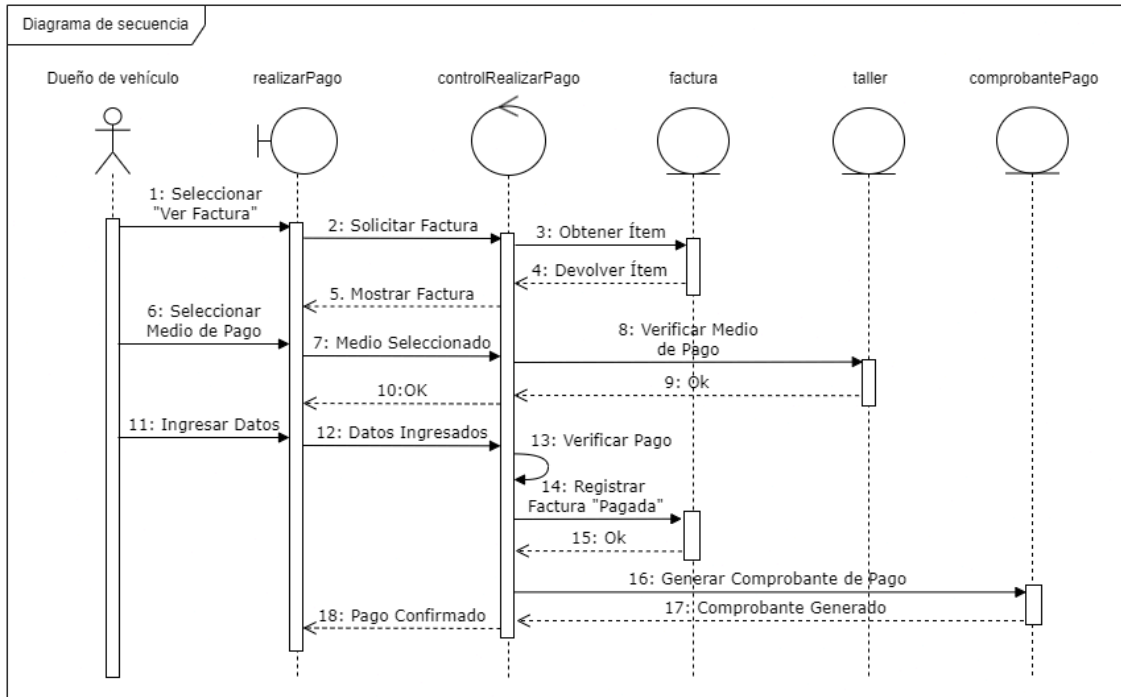 Diagrama de secuencia
Dueño de vehículo
realizarPago
controlRealizarPago
factura
taller
comprobantePago
1: Seleccionar
"Ver Factura"
2: Solicitar Factura
3: Obtener Ítem
4: Devolver Ítem
5. Mostrar Factura
6: Seleccionar
Medio de Pago
7: Medio Seleccionado
8: Verificar Medio
de Pago
9: Ok
10:OK
11: Ingresar Datos
12: Datos Ingresados
13: Verificar Pago
14: Registrar
Factura "Pagada"
15: Ok
16: Generar Comprobante de Pago
17: Comprobante Generado
18: Pago Confirmado